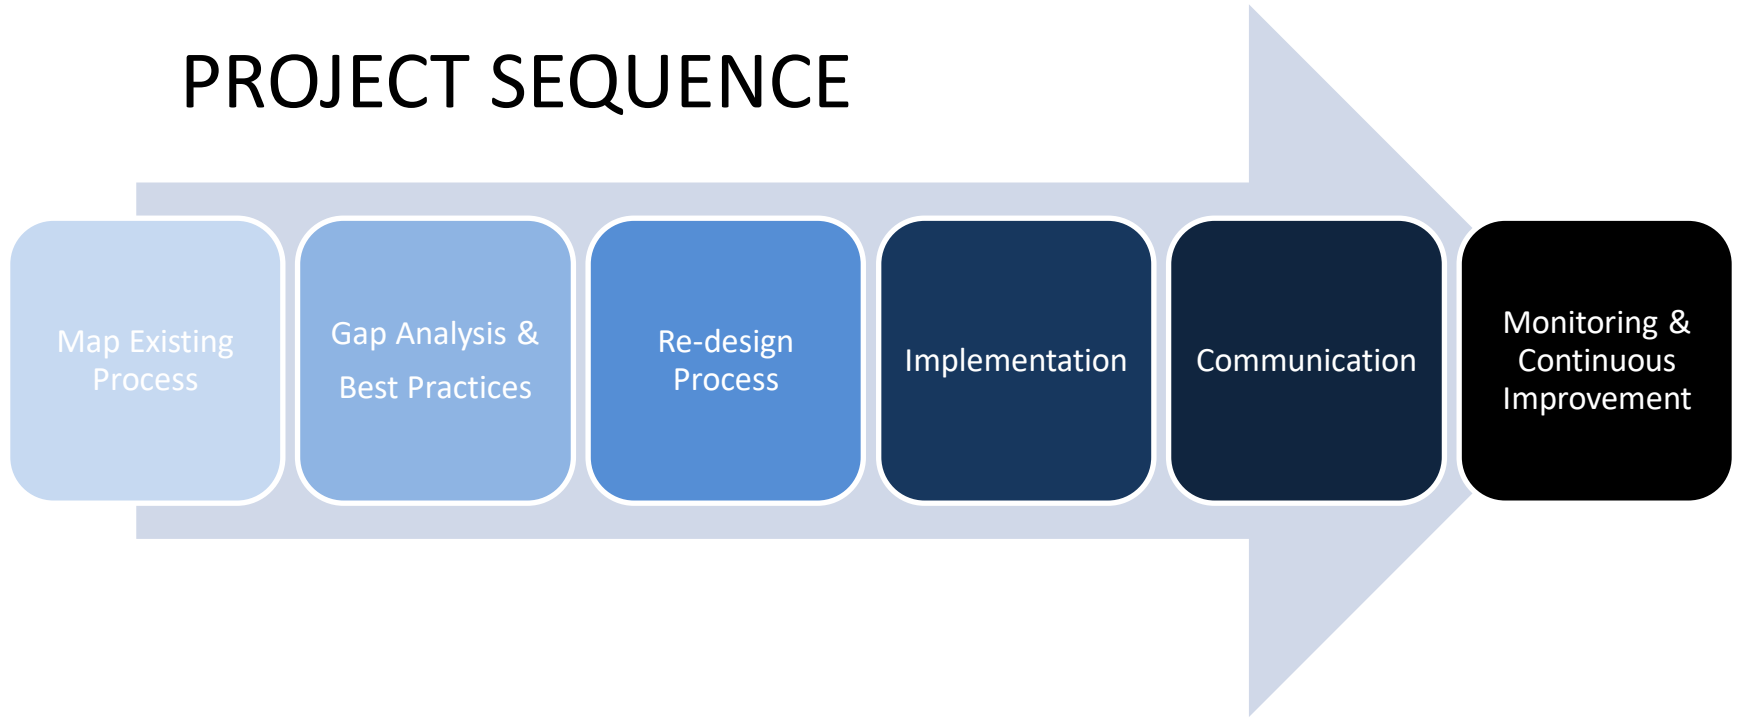 PROJECT SEQUENCE
Map Existing
Process
Gap Analysis &
Best Practices
Re-design
Process
Implementation
Communication
Monitoring &
Continuous
Improvement